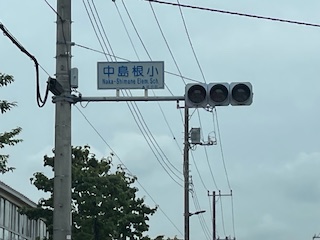 中島根小
Naka-Shimane Elem.Sch.